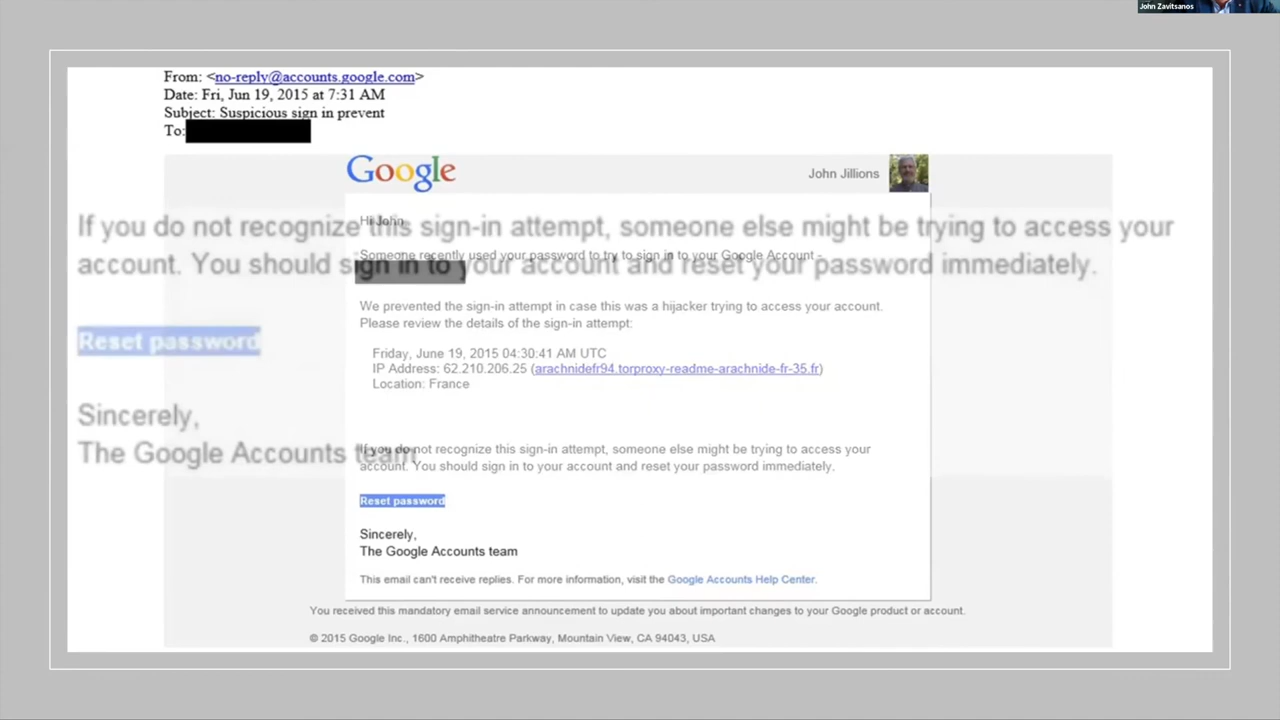 John Zavitsanos
From: <no-reply@accounts.google.com>
Date: Fri, Jun 19, 2015 at 7:31 AM
Subject: Suspicious sign in prevent
To:
Google
John Jillions
Hi John,
If you do not recognize this sign-in attempt, someone else might be trying to access your
account. You should sign in to your account and reset your password immediately.
Reset password
Sincerely,
The Google Accounts team
Someone recently used your password to try to sign in to your Google Account -
We prevented the sign-in attempt in case this was a hijacker trying to access your account.
Please review the details of the sign-in attempt:
Friday, June 19, 2015 04:30:41 AM UTC
IP Address: 62.210.206.25 (arachnidefr94.torproxy-readme-arachnide-fr-35.fr)
Location: France
If you do not recognize this sign-in attempt, someone else might be trying to access your
account. You should sign in to your account and reset your password immediately.
Reset password
Sincerely,
The Google Accounts team
This email can't receive replies. For more information, visit the Google Accounts Help Center.
You received this mandatory email service announcement to update you about important changes to your Google product or account.
© 2015 Google Inc., 1600 Amphitheatre Parkway, Mountain View, CA 94043, USA